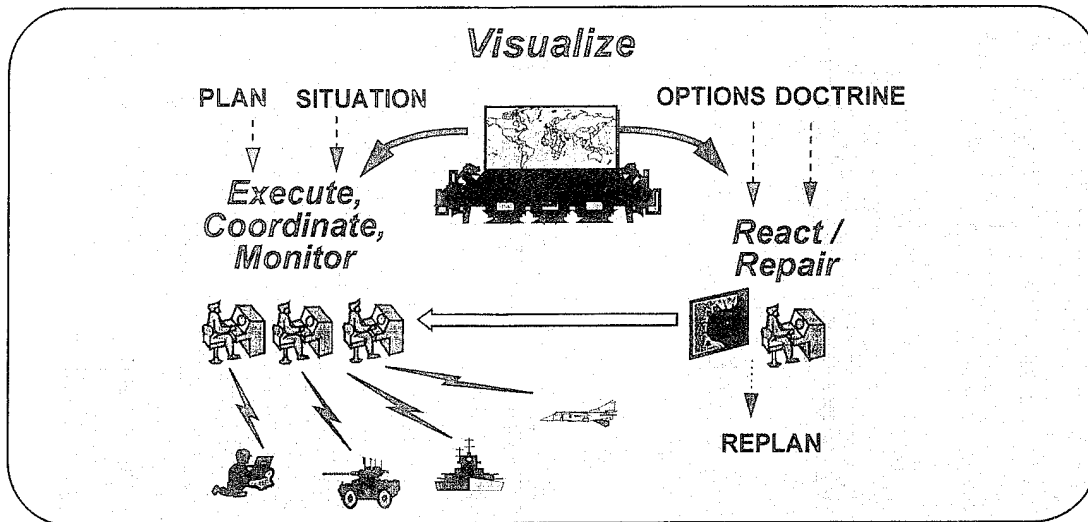 Visualize
PLAN SITUATION
OPTIONS DOCTRINE
Execute,
Coordinate,
Monitor
React /
Repair
REPLAN